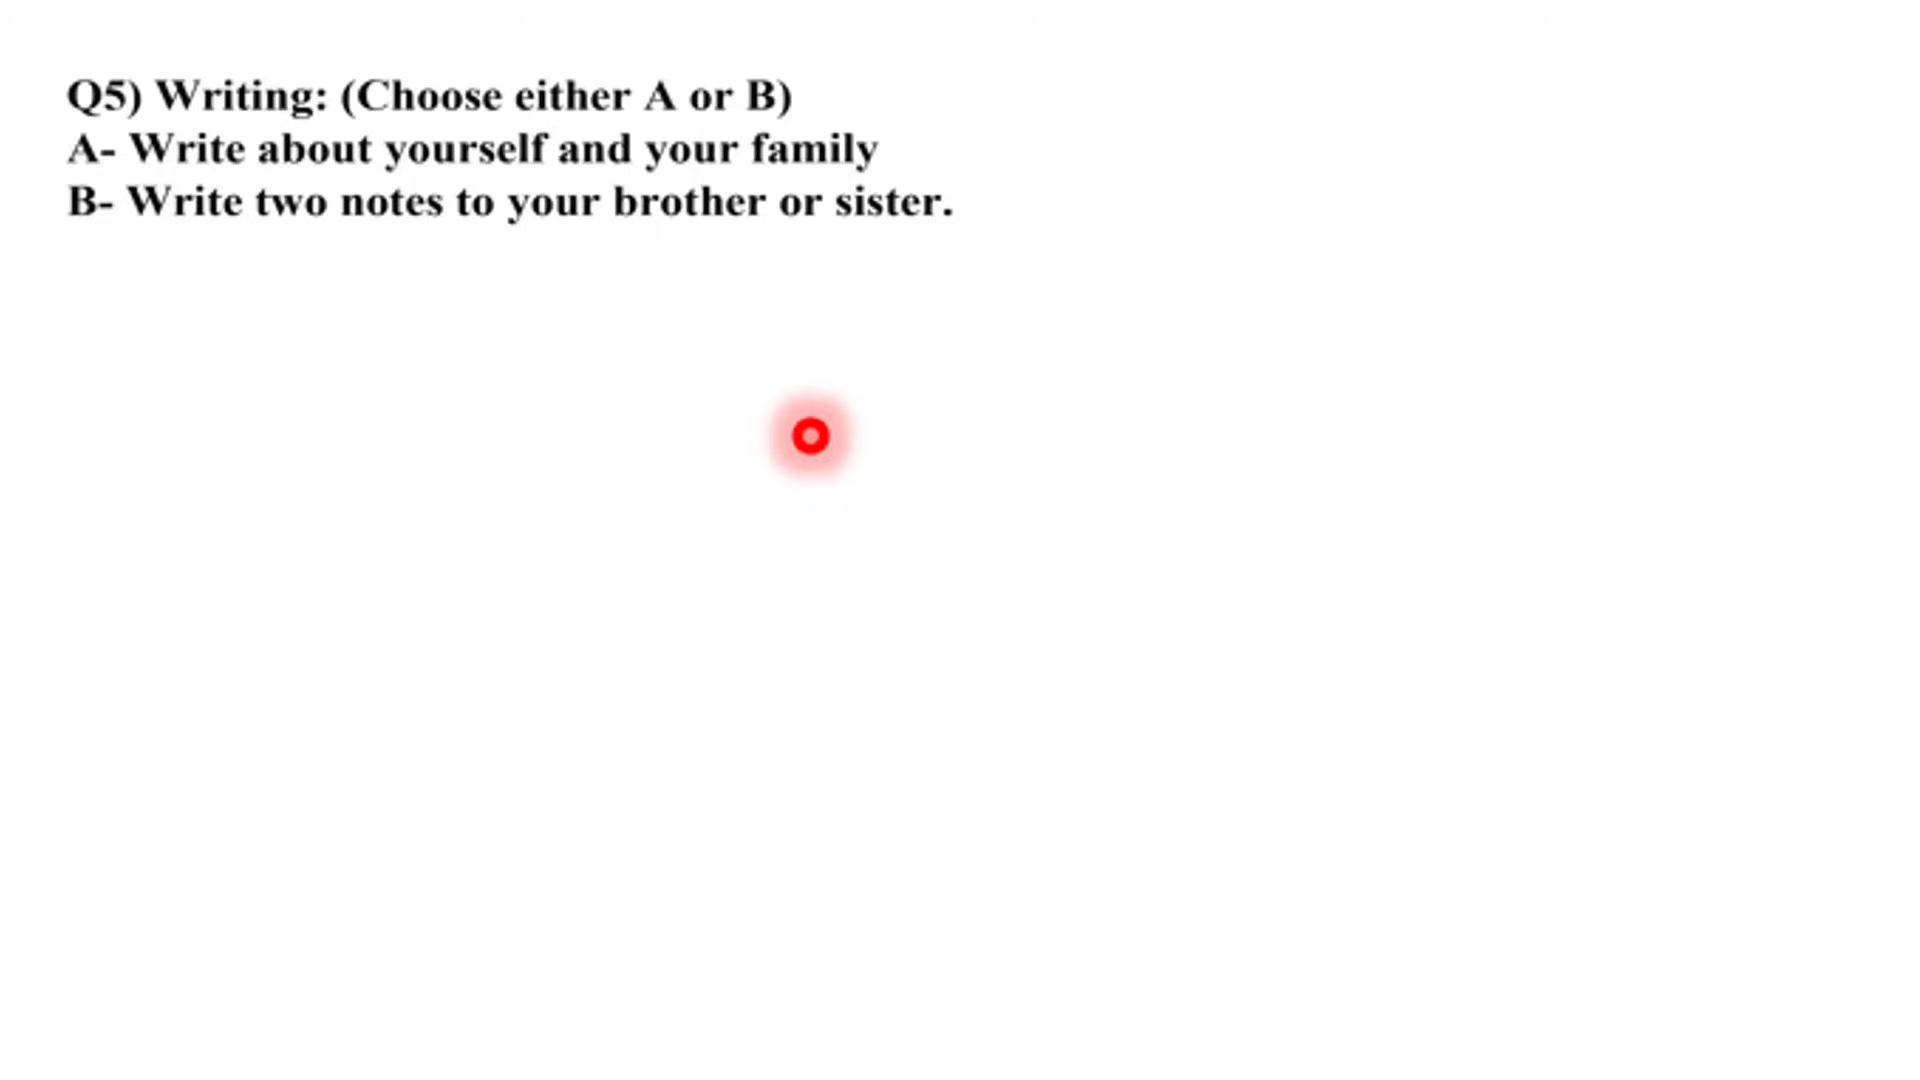 Q5) Writing: (Choose either A or B)
A- Write about yourself and your family
B- Write two notes to your brother or sister.